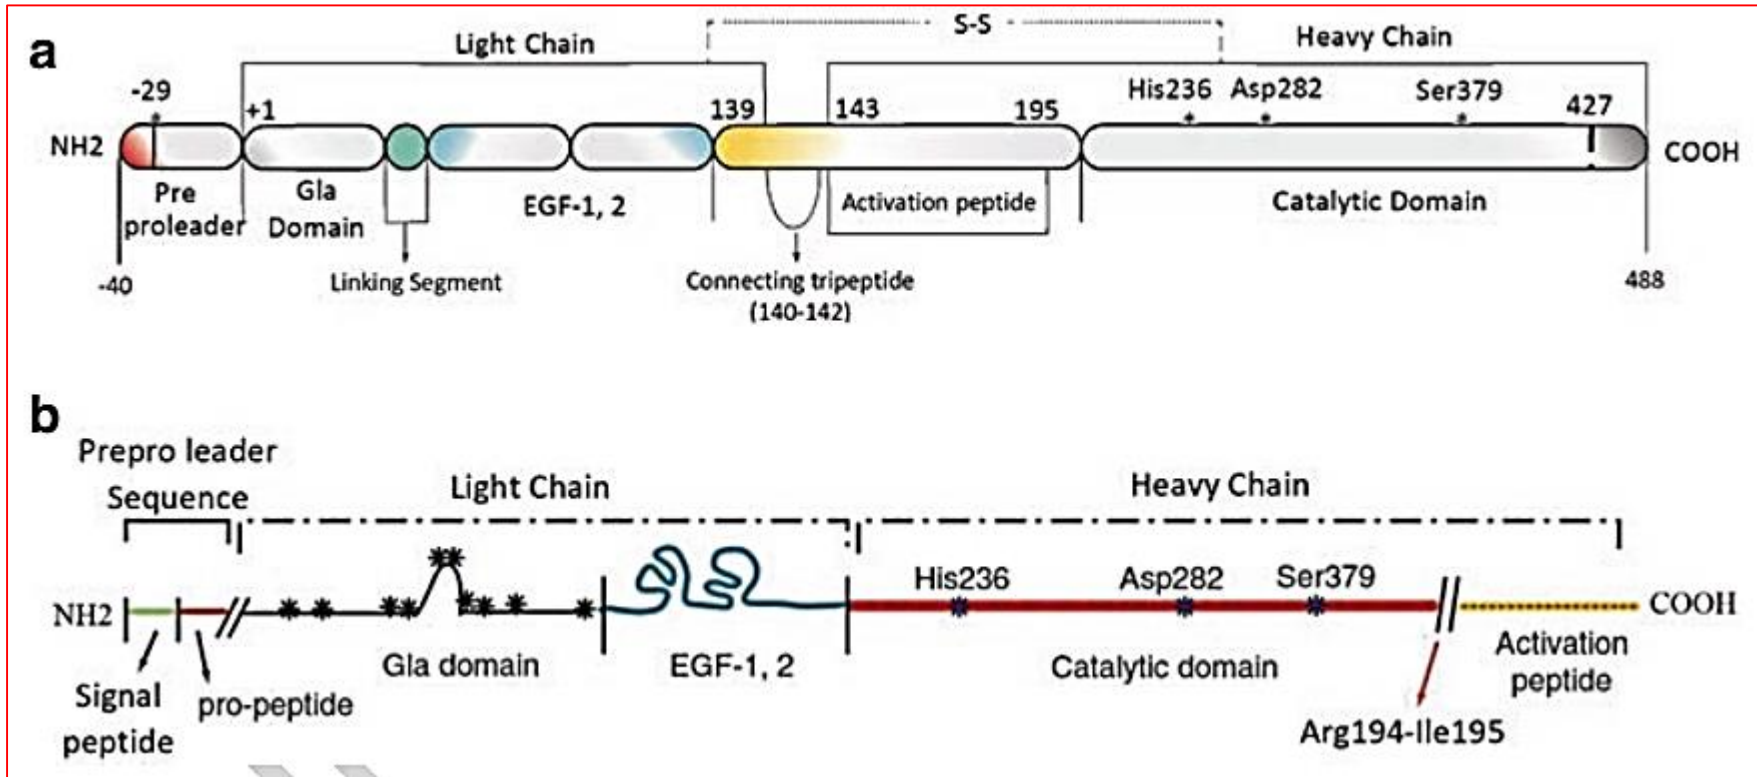 a
Light Chain
S-S
Heavy Chain
-29
+1
139
143
195
His236
Asp282
Ser379
427
NH2
COOH
Pre
proleader
Gla
Domain
EGF-1, 2
Activation peptide
Catalytic Domain
-40
Linking Segment
Connecting tripeptide
(140-142)
488
b
Prepro leader
Sequence
Light Chain
Heavy Chain
His236
Asp282
Ser379
NH2
COOH
Gla domain
EGF-1, 2
Catalytic domain
Activation
peptide
Signal
peptide
pro-peptide
Arg194-Ile195